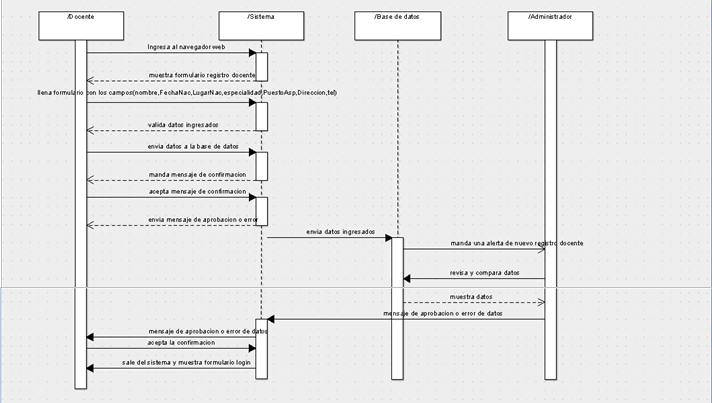 /Docente
/Sistema
/Base de datos
/Administrador
Ingresa al navegador web
muestra formulario registro docente
llena formulario con los campos(nombre,FechaNac,LugarNac,especialidad,PuestoAsp,Direccion,tel)
valida datos ingresados
envia datos a la base de datos
manda mensaje de confirmacion
acepta mensaje de confirmacion
envia mensaje de aprobacion o error
envia datos ingresados
manda una alerta de nuevo registro docente
revisa y compara datos
muestra datos
mensaje de aprobacion o error de datos
mensaje de aprobacion o error de datos
acepta la confirmacion
sale del sistema y muestra formulario login